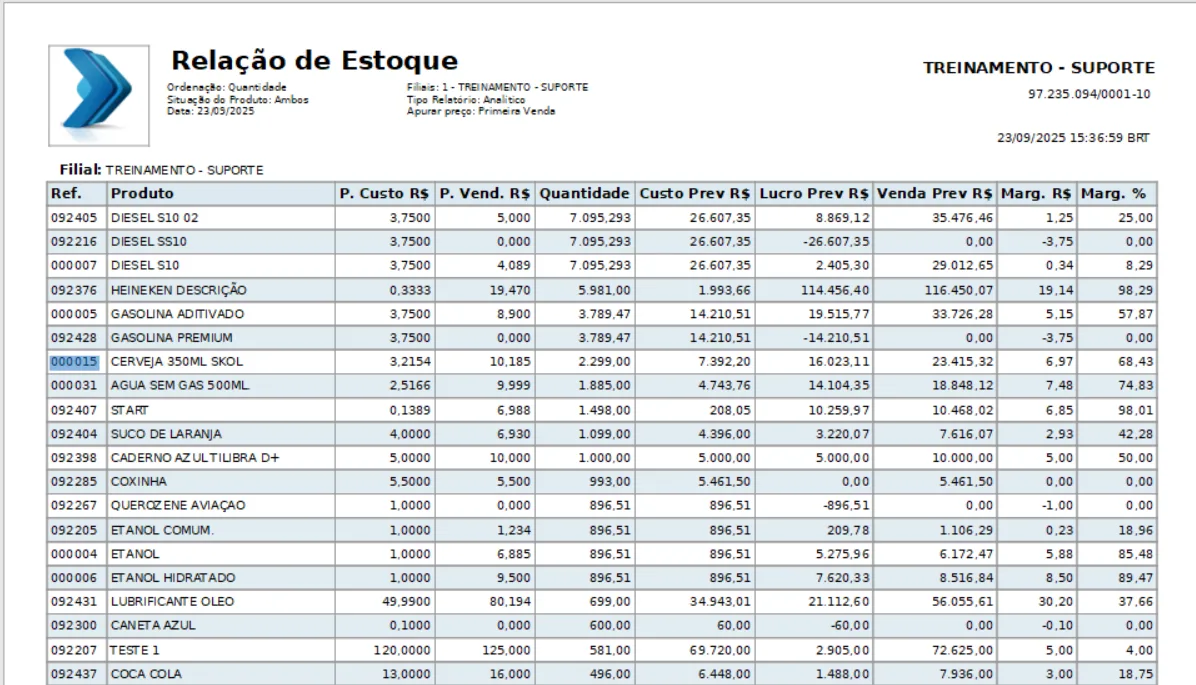 Relação de Estoque
TREINAMENTO - SUPORTE
Ordenação: Quantidade Filiais: 1 - TREINAMENTO - SUPORTE
97.235.094/0001-10
Situação do Produto: Ambos Tipo Relatório: Analítico
Data: 23/09/2025 Apurar preço: Primeira Venda
23/09/2025 15:36:59 BRT
Filial: TREINAMENTO - SUPORTE
Ref. Produto P. Custo R$ P. Vend. R$ Quantidade Custo Prev R$ Lucro Prev R$ Venda Prev R$ Marg. R$ Marg. %
092405 DIESEL S10 02 3,7500 5,000 7.095,293 26.607,35 8.869,12 35.476,46 1,25 25,00
092216 DIESEL SS10 3,7500 0,000 7.095,293 26.607,35 -26.607,35 0,00 -3,75 0,00
000007 DIESEL S10 3,7500 4,089 7.095,293 26.607,35 2.405,30 29.012,65 0,34 8,29
092376 HEINEKEN DESCRIÇÃO 0,3333 19,470 5.981,00 1.993,66 114.456,40 116.450,07 19,14 98,29
000005 GASOLINA ADITIVADO 3,7500 8,900 3.789,47 14.210,51 19.515,77 33.726,28 5,15 57,87
092428 GASOLINA PREMIUM 3,7500 0,000 3.789,47 14.210,51 -14.210,51 0,00 -3,75 0,00
000015 CERVEJA 350ML SKOL 3,2154 10,185 2.299,00 7.392,20 16.023,11 23.415,32 6,97 68,43
000031 AGUA SEM GAS 500ML. 2,5166 9,999 1.885,00 4.743,76 14.104,35 18.848,12 7,48 74,83
092407 START 0,1389 6,988 1.498,00 208,05 10.259,97 10.468,02 6,85 98,01
092404 SUCO DE LARANJA 4,0000 6,930 1.099,00 4.396,00 3.220,07 7.616,07 2,93 42,28
092398 CADERNO AZUL TILIBRA D+ 5,0000 10,000 1.000,00 5.000,00 5.000,00 10.000,00 5,00 50,00
092285 COXINHA 5,5000 5,500 993,00 5.461,50 0,00 5.461,50 0,00 0,00
092267 QUEROZENE AVIAÇAO 1,0000 0,000 896,51 896,51 -896,51 0,00 -1,00 0,00
092205 ETANOL COMUM. 1,0000 1,234 896,51 896,51 209,78 1.106,29 0,23 18,96
000004 ETANOL 1,0000 6,885 896,51 896,51 5.275,96 6.172,47 5,88 85,48
000006 ETANOL HIDRATADO 1,0000 9,500 896,51 896,51 7.620,33 8.516,84 8,50 89,47
092431 LUBRIFICANTE OLEO 49,9900 80,194 699,00 34.943,01 21.112,60 56.055,61 30,20 37,66
092300 CANETA AZUL 0,1000 0,000 600,00 60,00 -60,00 0,00 -0,10 0,00
092207 TESTE 1 120,0000 125,000 581,00 69.720,00 2.905,00 72.625,00 5,00 4,00
092437 COCA COLA 13,0000 16,000 496,00 6.448,00 1.488,00 7.936,00 3,00 18,75